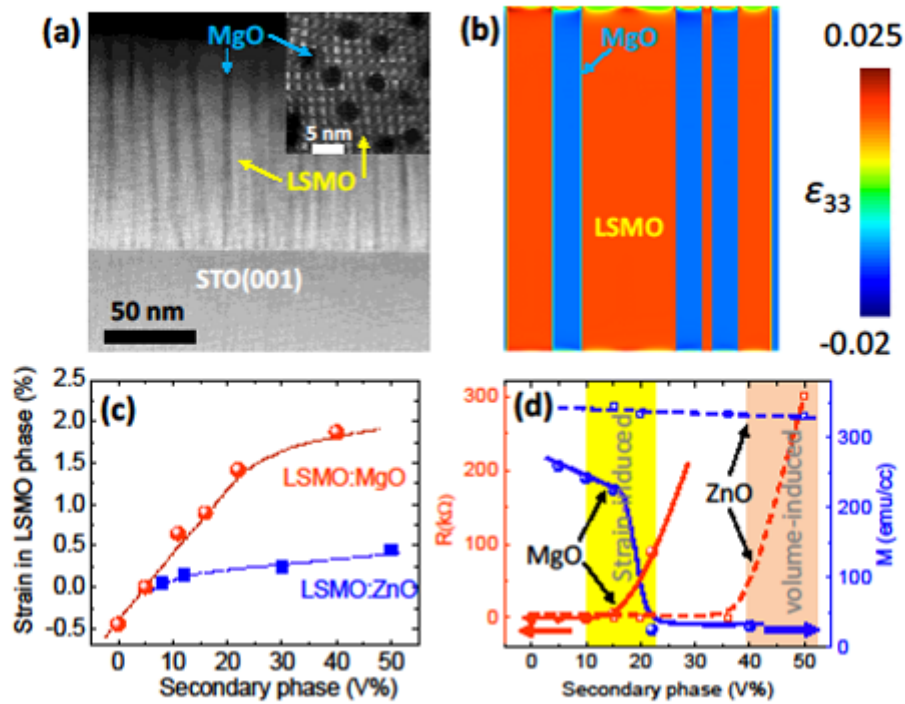 (a)
MgO
5 nm
LSMO
STO(001)
50 nm
(b)
MgO
LSMO
0.025
ε33
-0.02
(c)
Strain in LSMO phase (%)
2.5
2.0
1.5
1.0
0.5
0.0
-0.5
LSMO:MgO
LSMO:ZnO
0 10 20 30 40 50
Secondary phase (V%)
(d)
R(kΩ)
300
200
100
0
Strain-induced
volume-induced
ZnO
MgO
M (emu/cc)
300
200
100
0
0 10 20 30 40 50
Secondary phase (V%)